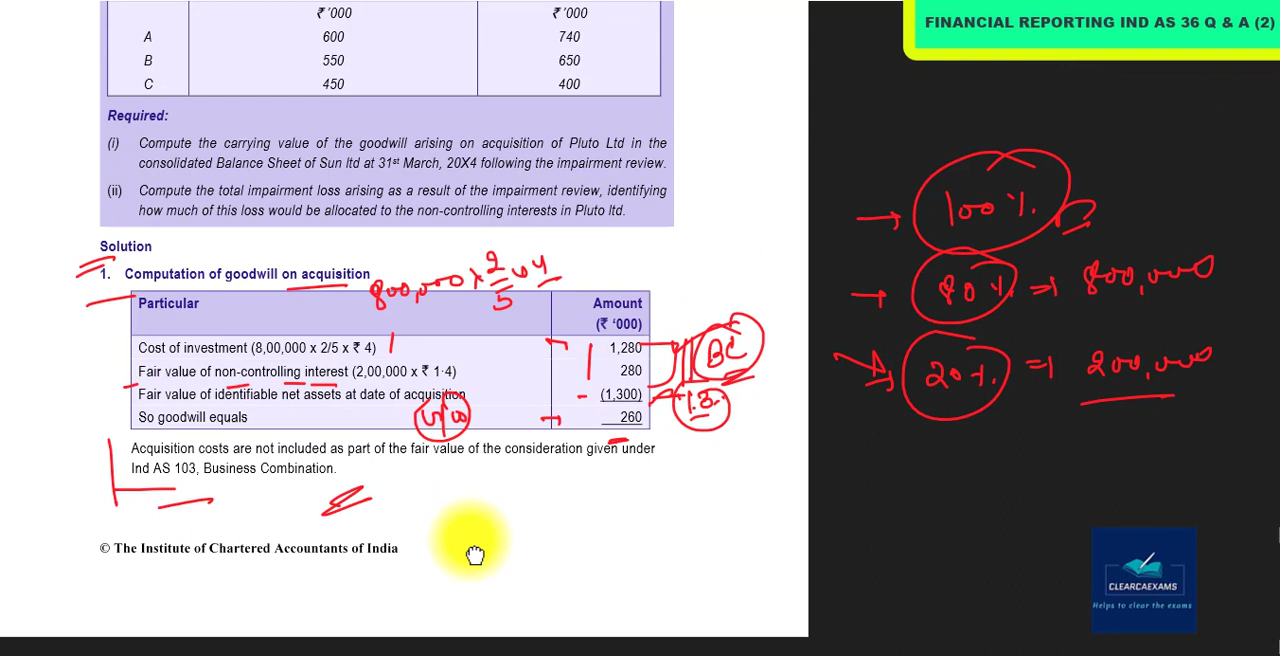 FINANCIAL REPORTING IND AS 36 Q & A (2)
₹'000 ₹'000
A 600 740
B 550 650
C 450 400
Required:
(i) Compute the carrying value of the goodwill arising on acquisition of Pluto Ltd in the
consolidated Balance Sheet of Sun ltd at 31st March, 20X4 following the impairment review.
(ii) Compute the total impairment loss arising as a result of the impairment review, identifying
how much of this loss would be allocated to the non-controlling interests in Pluto ltd.
Solution
1. Computation of goodwill on acquisition
800,000 x 2/5 x 4
Particular Amount
(₹ '000)
Cost of investment (8,00,000 x 2/5 x ₹ 4) 1,280
Fair value of non-controlling interest (2,00,000 x ₹ 1·4) 280
Fair value of identifiable net assets at date of acquisition (1,300)
So goodwill equals 260
BC
1.3
Acquisition costs are not included as part of the fair value of the consideration given under
Ind AS 103, Business Combination.
© The Institute of Chartered Accountants of India
→ 100%
→ 80% ⇒ 800,000
20% ⇒ 200,000
CLEARCAEXAMS
Helps to clear the exams